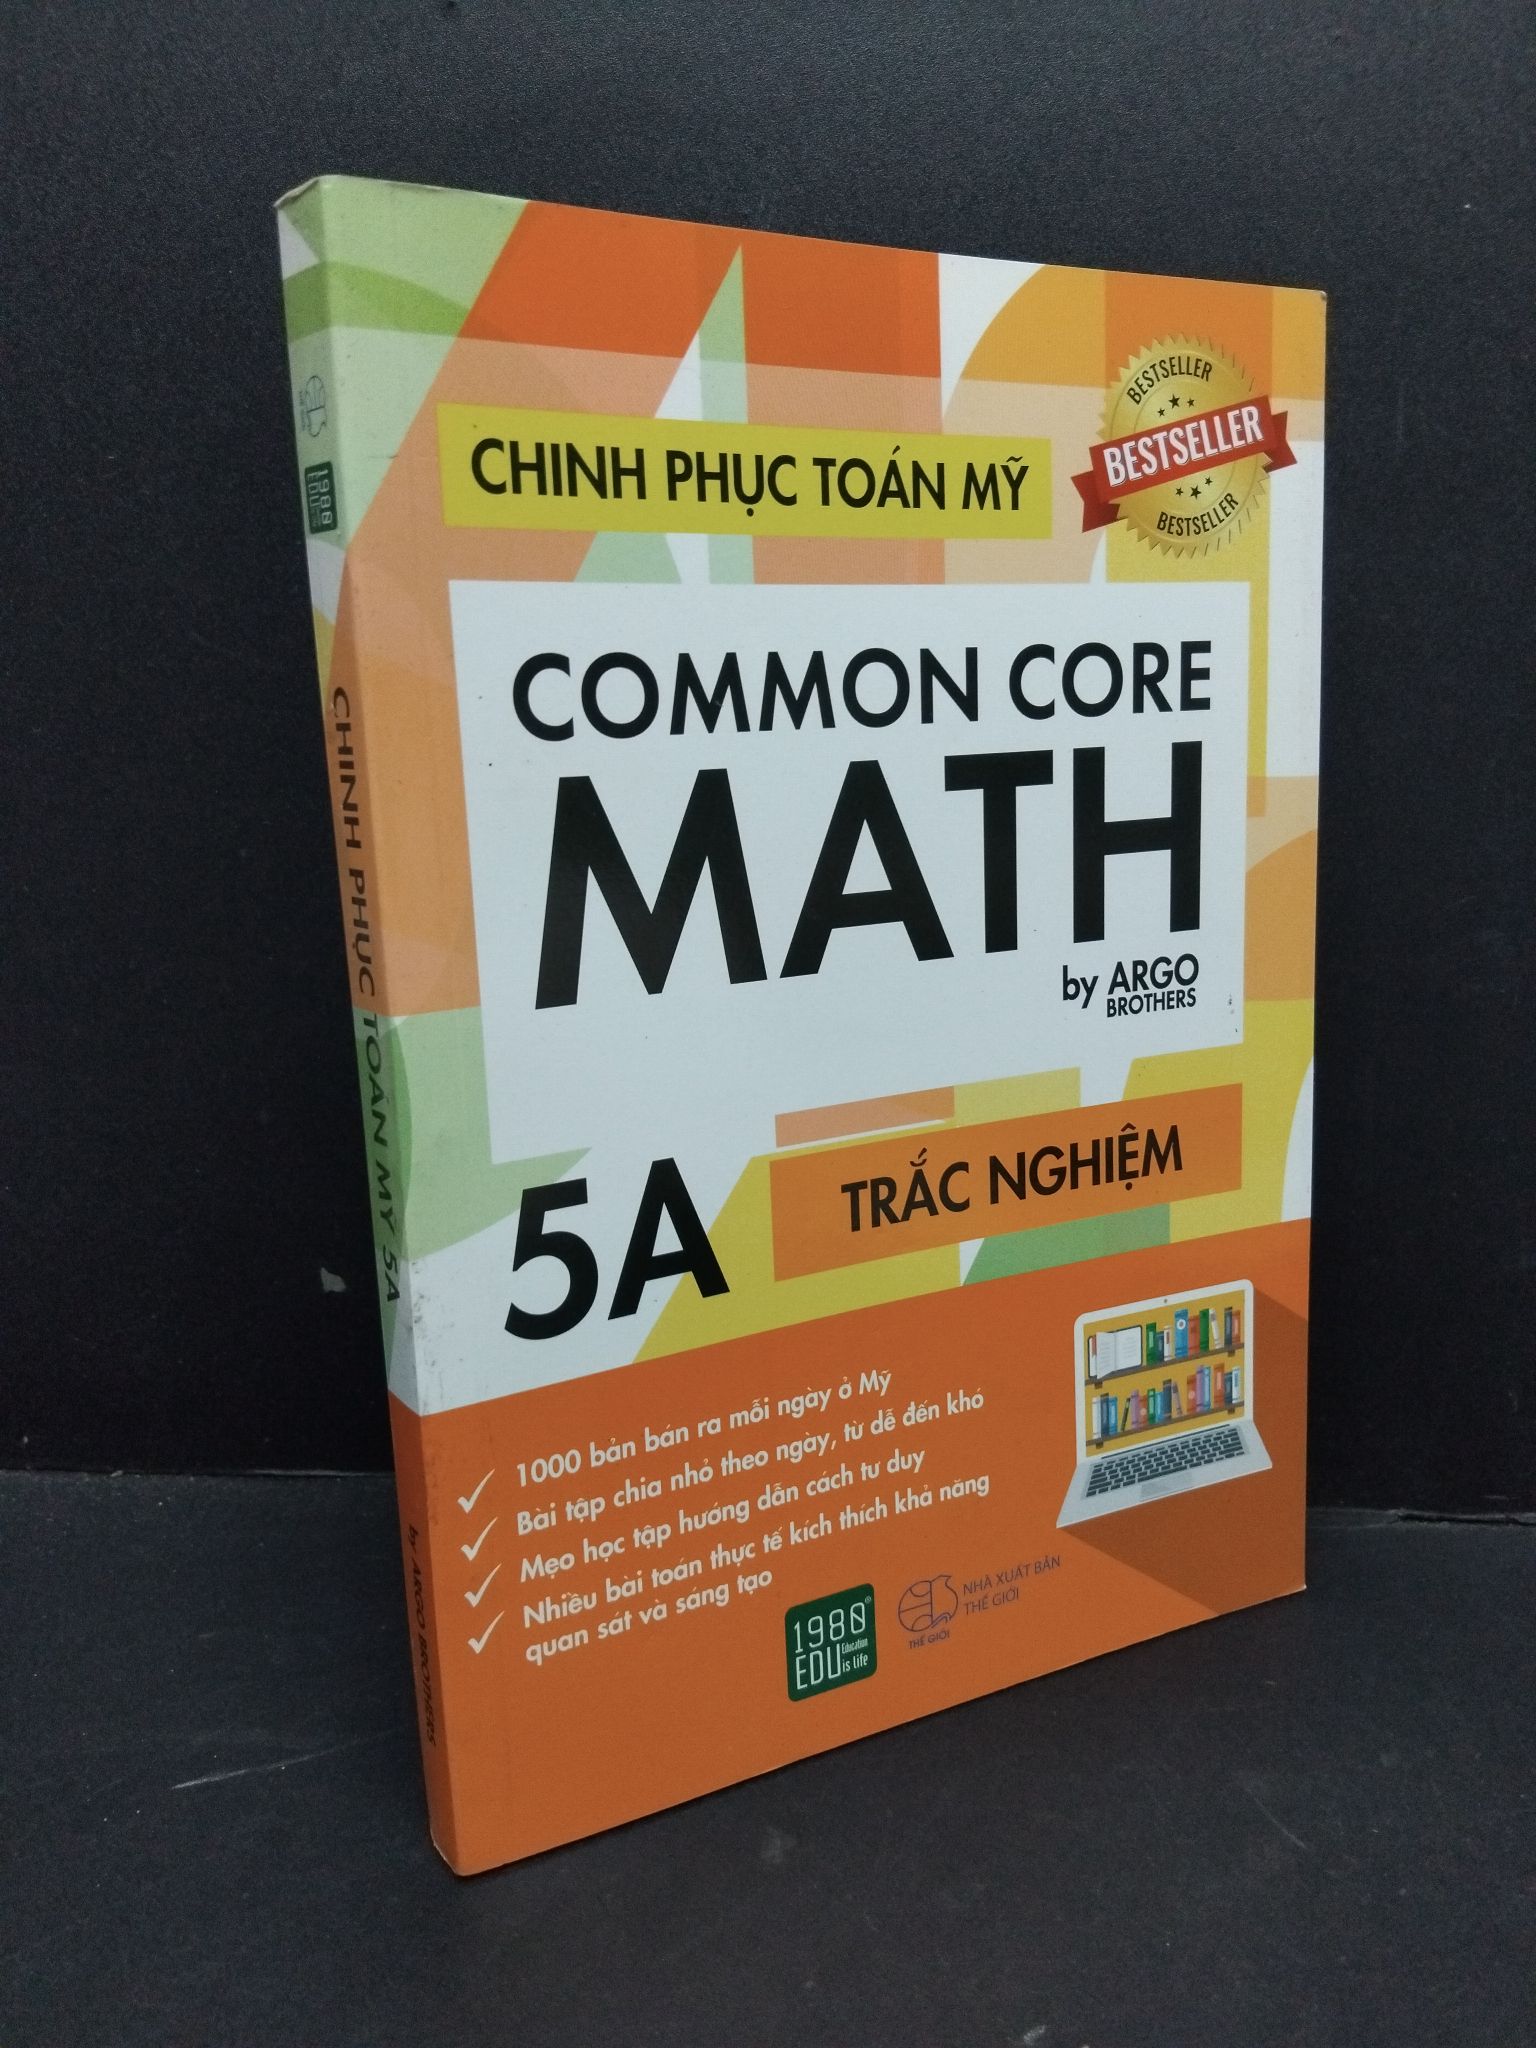 BESTSELLER
BESTSELLER
BESTSELLER
CHINH PHỤC TOÁN MỸ
COMMON CORE
MATH
by ARGO
BROTHERS
5A
TRẮC NGHIỆM
1000 bản bán ra mỗi ngày ở Mỹ
Bài tập chia nhỏ theo ngày, từ dễ đến khó
Mẹo học tập hướng dẫn cách tư duy
Nhiều bài toán thực tế kích thích khả năng
quan sát và sáng tạo
1980®
EDU Education
is life
THẾ GIỚI
NHÀ XUẤT BẢN
THẾ GIỚI
1980
EDU
CHINH PHỤC TOÁN MỸ 5A
by ARGO BROTHERS